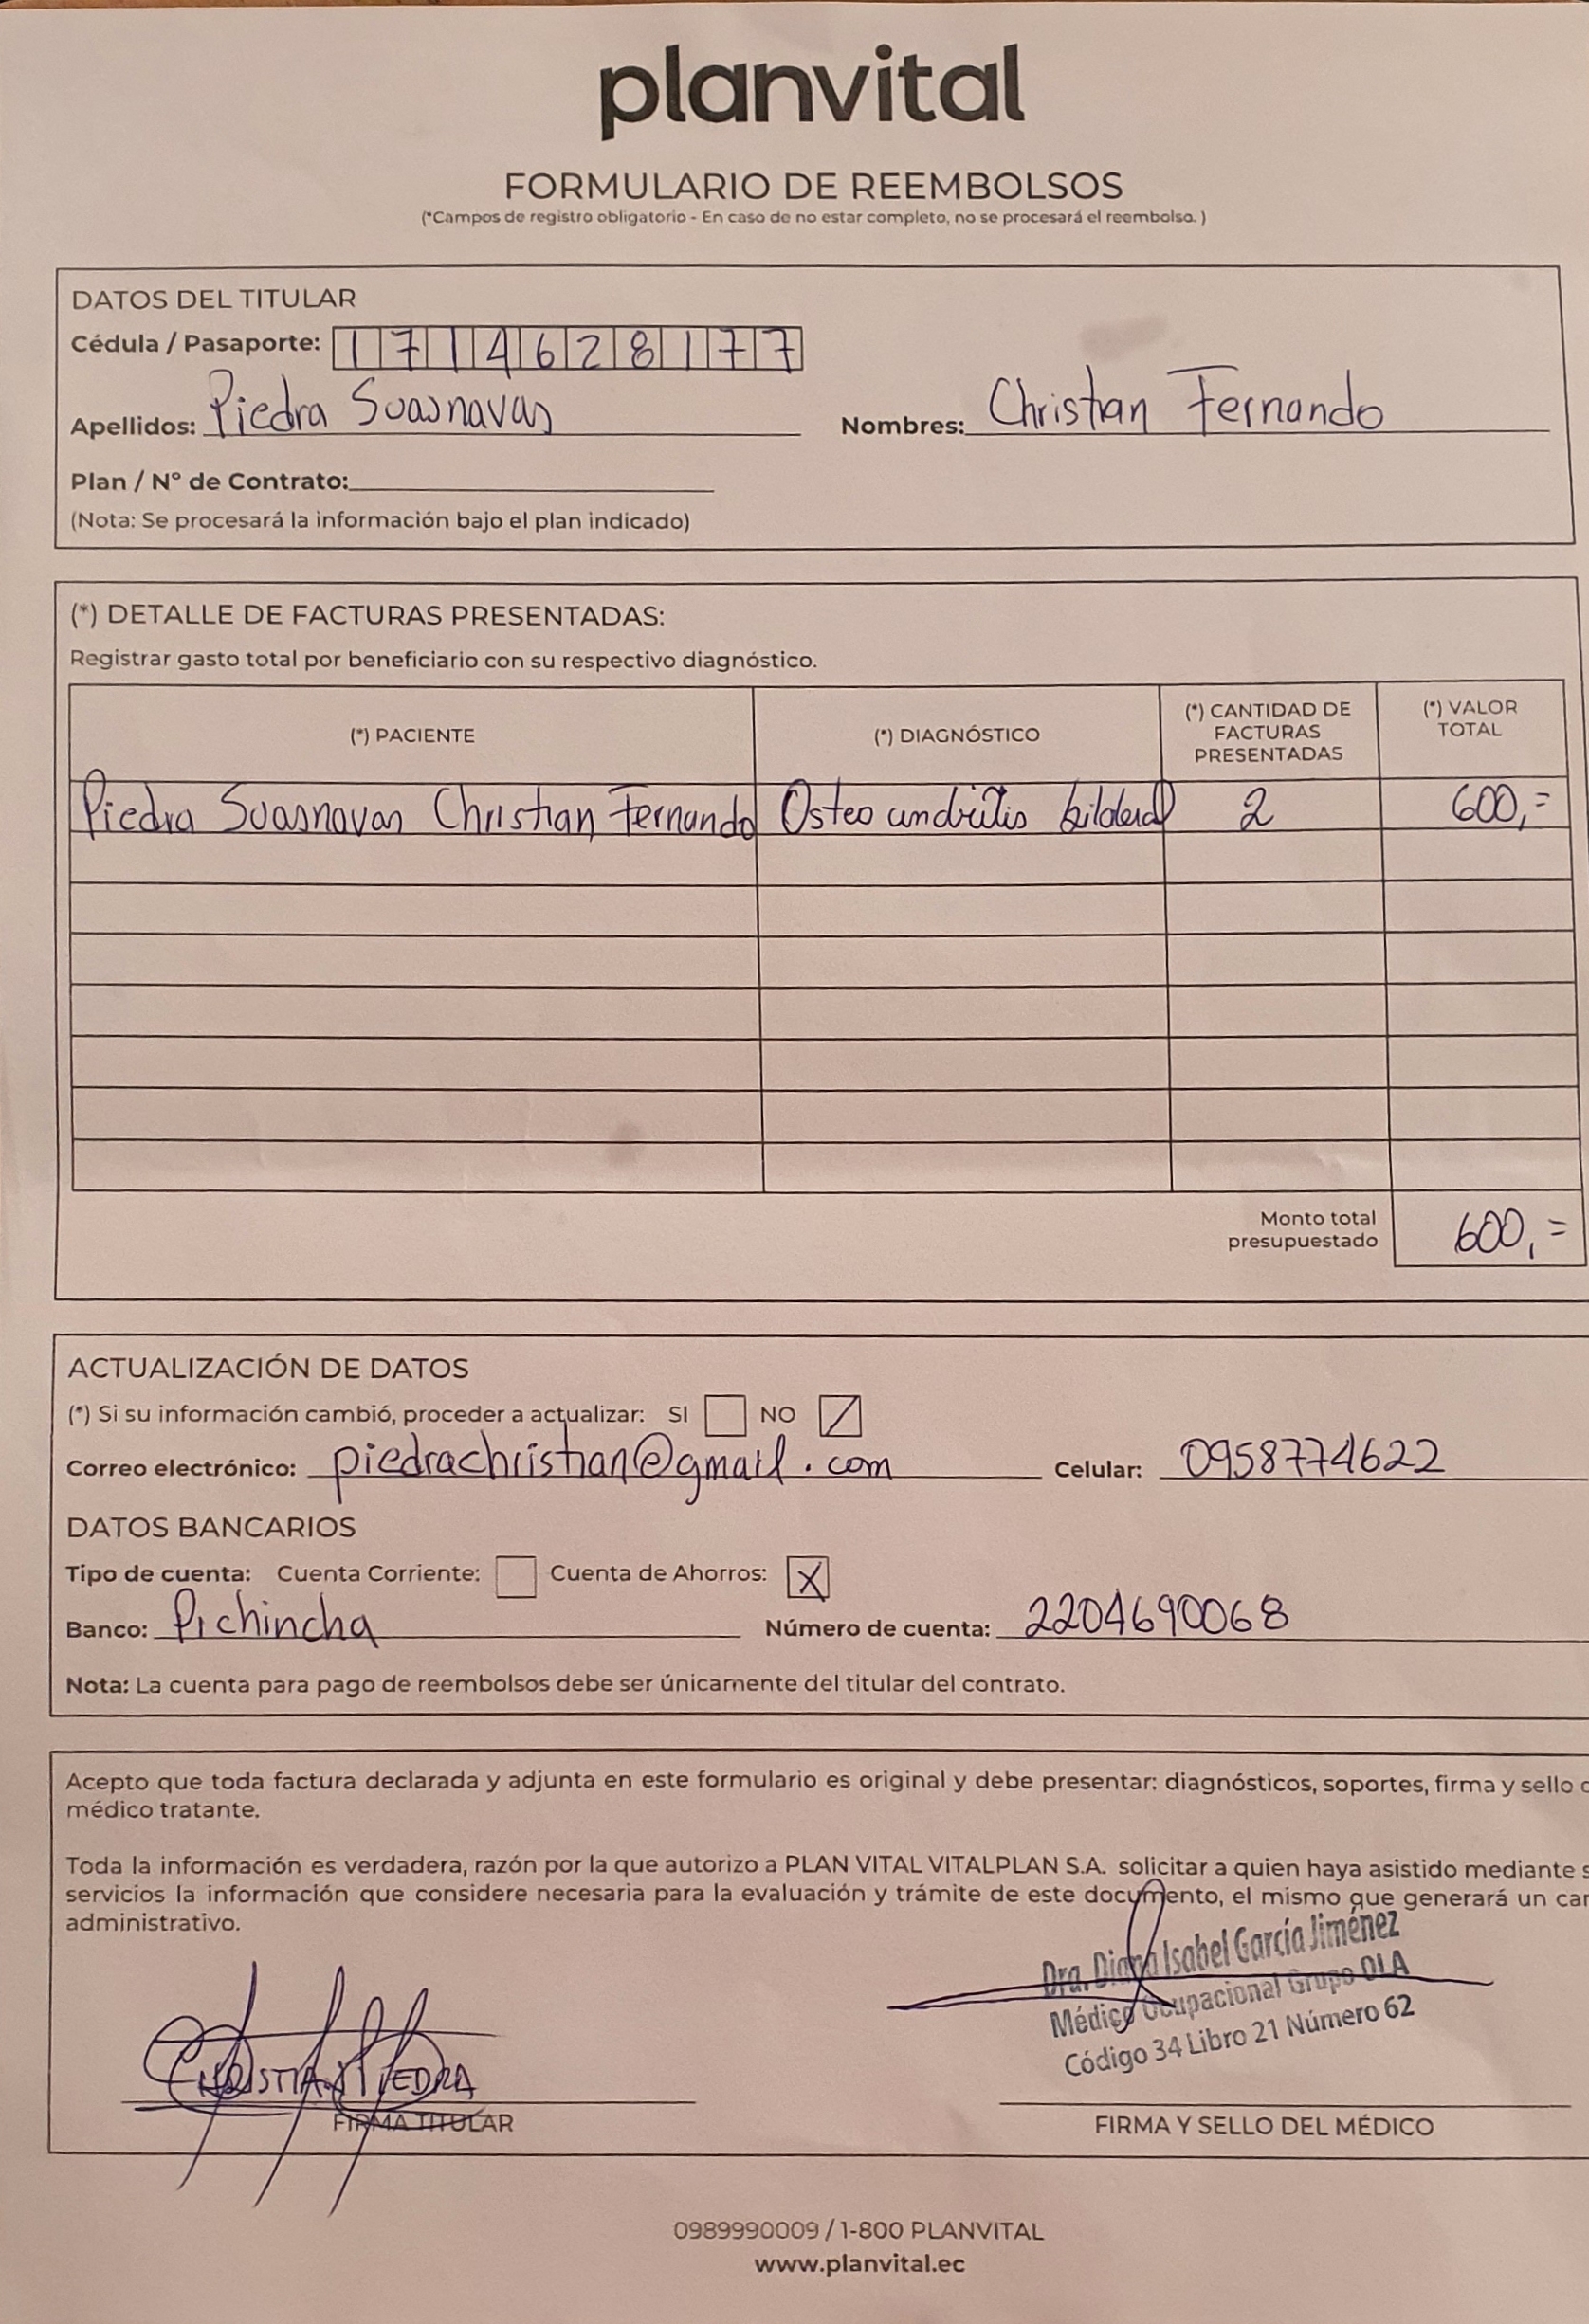 planvital
FORMULARIO DE REEMBOLSOS
(*Campos de registro obligatorio - En caso de no estar completo, no se procesará el reembolso. )
DATOS DEL TITULAR
Cédula / Pasaporte: 1714628177
Apellidos: Piedra Suasnavas Nombres: Christian Fernando
Plan / N° de Contrato:
(Nota: Se procesará la información bajo el plan indicado)
(*) DETALLE DE FACTURAS PRESENTADAS:
Registrar gasto total por beneficiario con su respectivo diagnóstico.
(*) PACIENTE (*) DIAGNÓSTICO (*) CANTIDAD DE FACTURAS PRESENTADAS (*) VALOR TOTAL
Piedra Suasnavas Christian Fernando Osteo 2 600,=
Monto total presupuestado 600,=
ACTUALIZACIÓN DE DATOS
(*) Si su información cambió, proceder a actualizar: SI NO
Correo electrónico: piedrachristian@gmail.com Celular: 0958774622
DATOS BANCARIOS
Tipo de cuenta: Cuenta Corriente: Cuenta de Ahorros: X
Banco: Pichincha Número de cuenta: 2204690068
Nota: La cuenta para pago de reembolsos debe ser únicamente del titular del contrato.
Acepto que toda factura declarada y adjunta en este formulario es original y debe presentar: diagnósticos, soportes, firma y sello
médico tratante.
Toda la información es verdadera, razón por la que autorizo a PLAN VITAL VITALPLAN S.A. solicitar a quien haya asistido mediante
servicios la información que considere necesaria para la evaluación y trámite de este documento, el mismo que generará un
administrativo.
Dra. Diana Isabel García Jiménez
Médico Ocupacional Grupo OLA
Código 34 Libro 21 Número 62
CHRISTIAN PIEDRA
FIRMA TITULAR FIRMA Y SELLO DEL MÉDICO
0989990009 / 1-800 PLANVITAL
www.planvital.ec